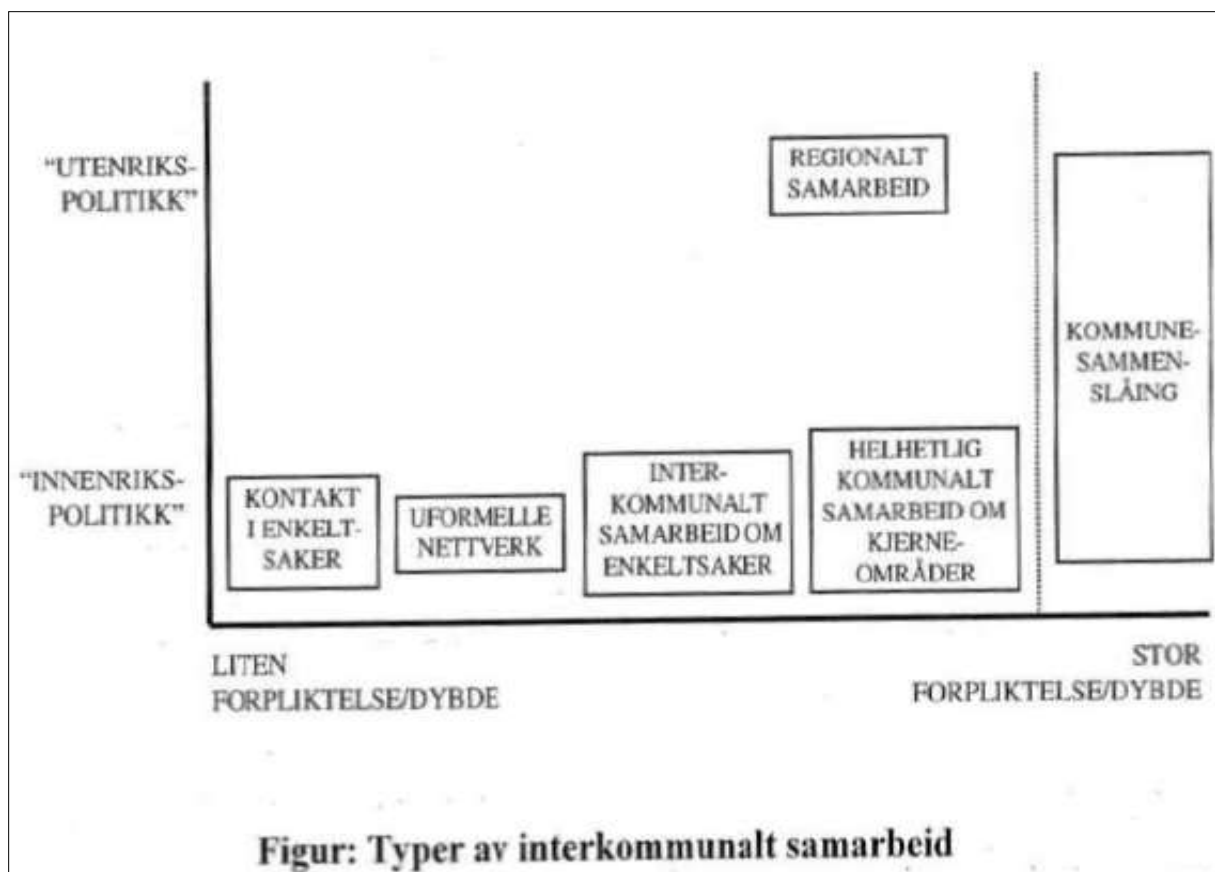 “UTENRIKS-
POLITIKK”
REGIONALT
SAMARBEID
KOMMUNE-
SAMMEN-
SLÅING
“INNENRIKS-
POLITIKK”
KONTAKT
I ENKELT-
SAKER
UFORMELLE
NETTVERK
INTER-
KOMMUNALT
SAMARBEID OM
ENKELTSAKER
HELHETLIG
KOMMUNALT
SAMARBEID OM
KJERNE-
OMRÅDER
LITEN
FORPLIKTELSE/DYBDE
STOR
FORPLIKTELSE/DYBDE
Figur: Typer av interkommunalt samarbeid